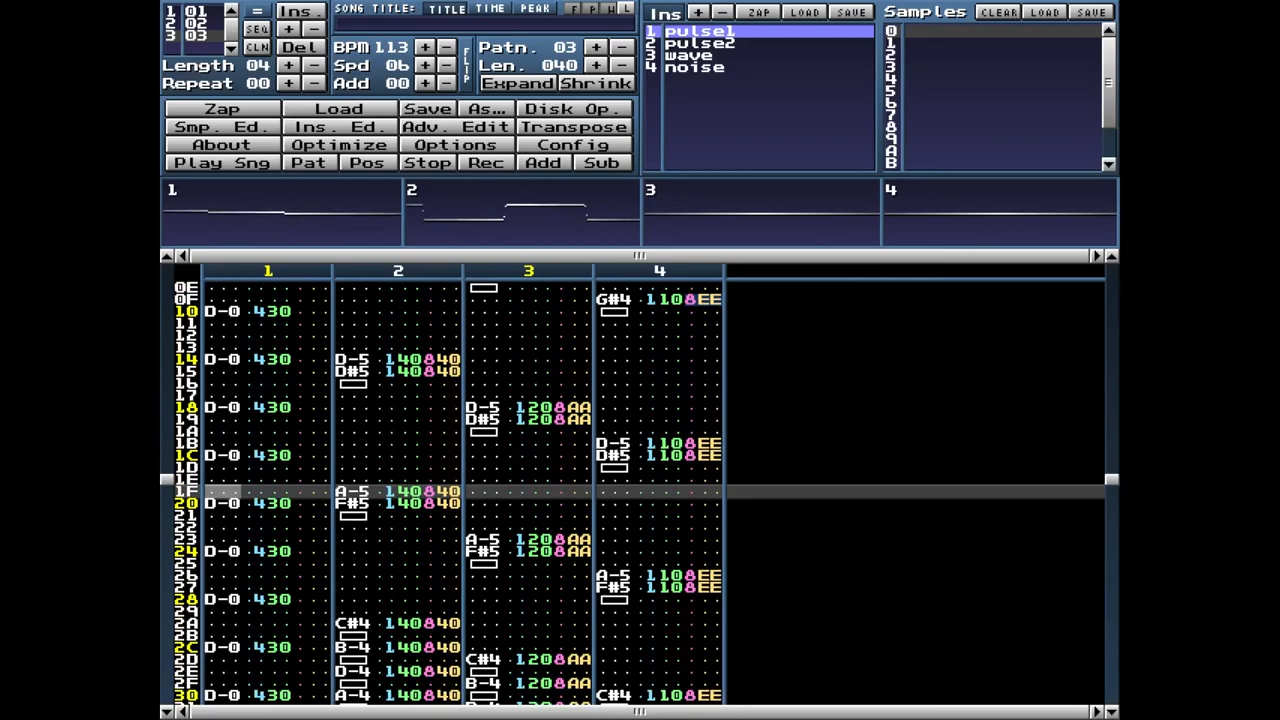 1 01 = Ins. SONG TITLE: TITLE TIME PEAK F P W L Ins + - ZAP LOAD SAVE Samples CLEAR LOAD SAVE
2 02 SEQ + - 1 pulse1 0
3 03 CLN Del BPM 113 + - FLIP Patn. 03 + - 2 pulse2 1
Length 04 + - Spd 06 + - Len. 040 + - 3 wave 2
Repeat 00 + - Add 00 + - Expand Shrink 4 noise 3
4
5
Zap Load Save As... Disk Op. 6
Smp. Ed. Ins. Ed. Adv. Edit Transpose 7
8
About Optimize Options Config 9
A
Play Sng Pat Pos Stop Rec Add Sub B
1 2 3 4
1 2 3 4
0E
0F G#4 1108EE
10 D-0 430
11
12
13
14 D-0 430 D-5 140840
15 D#5 140840
16
17
18 D-0 430 D-5 1208AA
19 D#5 1208AA
1A
1B D-5 1108EE
1C D-0 430 D#5 1108EE
1D
1E
1F A-5 140840
20 D-0 430 F#5 140840
21
22
23 A-5 1208AA
24 D-0 430 F#5 1208AA
25
26 A-5 1108EE
27 F#5 1108EE
28 D-0 430
29
2A C#4 140840
2B
2C D-0 430 B-4 140840
2D C#4 1208AA
2E D-4 140840
2F B-4 1208AA
30 D-0 430 A-4 140840 C#4 1108EE